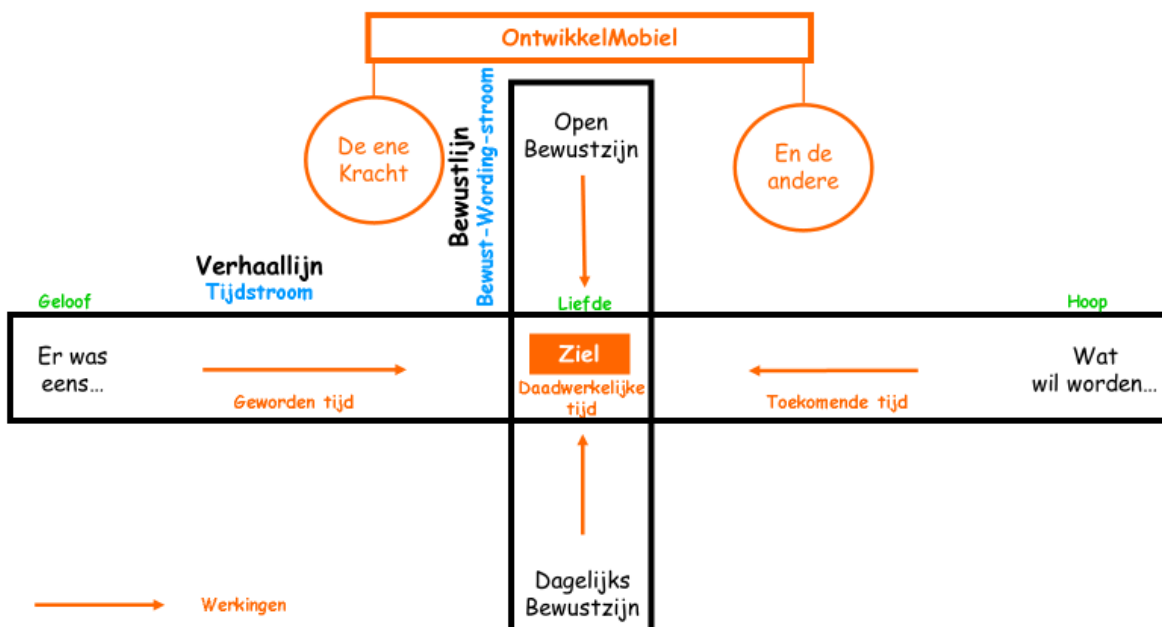 OntwikkelMobiel
De ene
Kracht
Bewustlijn
Bewust-Wording-stroom
Open
Bewustzijn
En de
andere
Verhaallijn
Tijdstroom
Geloof
Liefde
Hoop
Er was
eens...
Geworden tijd
Ziel
Daadwerkelijke
tijd
Toekomende tijd
Wat
wil worden...
Dagelijks
Bewustzijn
Werkingen